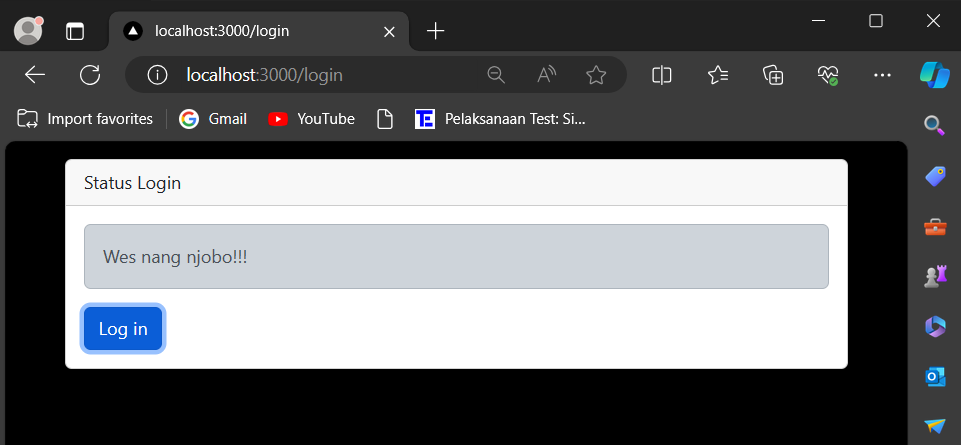 localhost:3000/login
localhost:3000/login
Import favorites
Gmail
YouTube
Pelaksanaan Test: Si...
Status Login
Wes nang njobo!!!
Log in